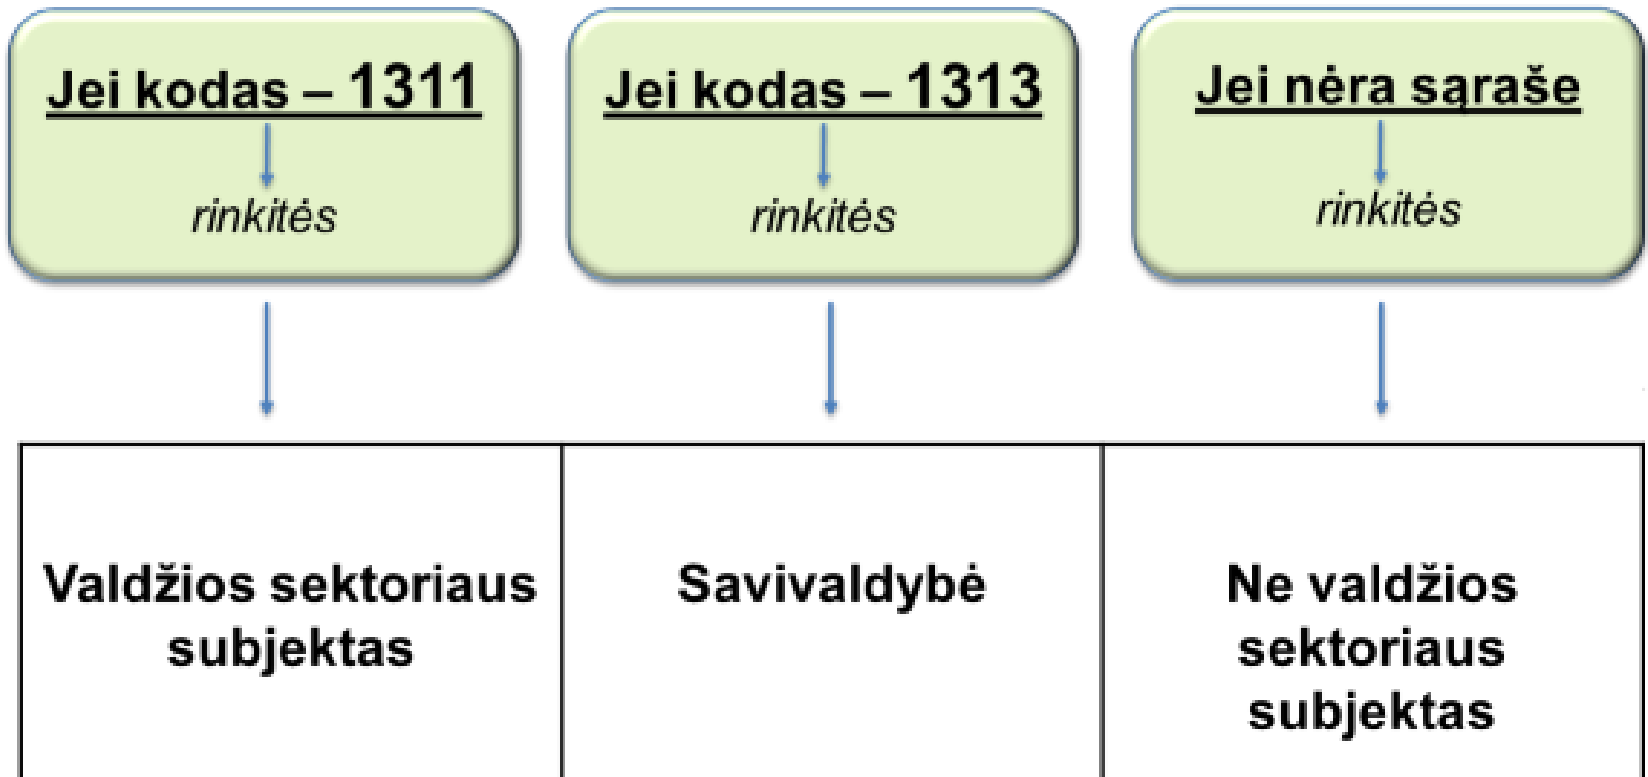 Jei kodas – 1311
rinkitės
Jei kodas – 1313
rinkitės
Jei nėra sąraše
rinkitės
Valdžios sektoriaus
subjektas
Savivaldybė
Ne valdžios
sektoriaus
subjektas